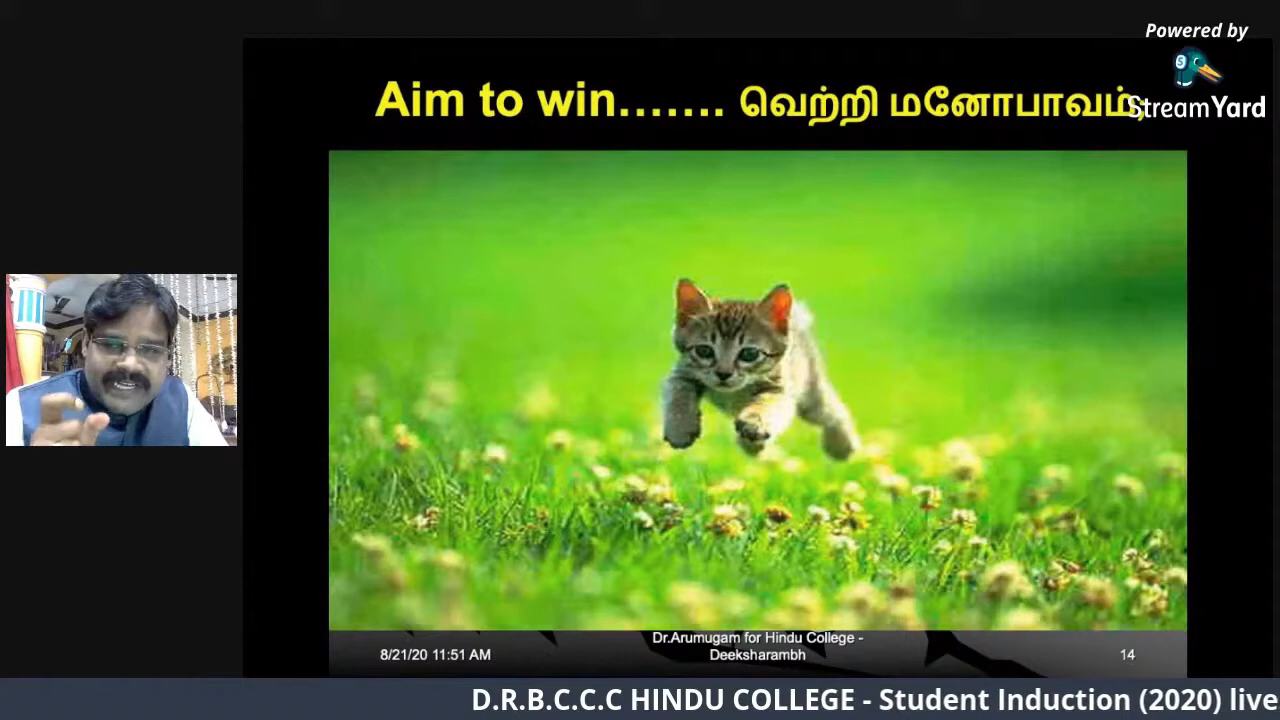 Powered by
StreamYard
Aim to win....... வெற்றி மனோபாவம்
Dr.Arumugam for Hindu College -
8/21/20 11:51 AM
Deeksharambh
14
D.R.B.C.C.C HINDU COLLEGE - Student Induction (2020) live